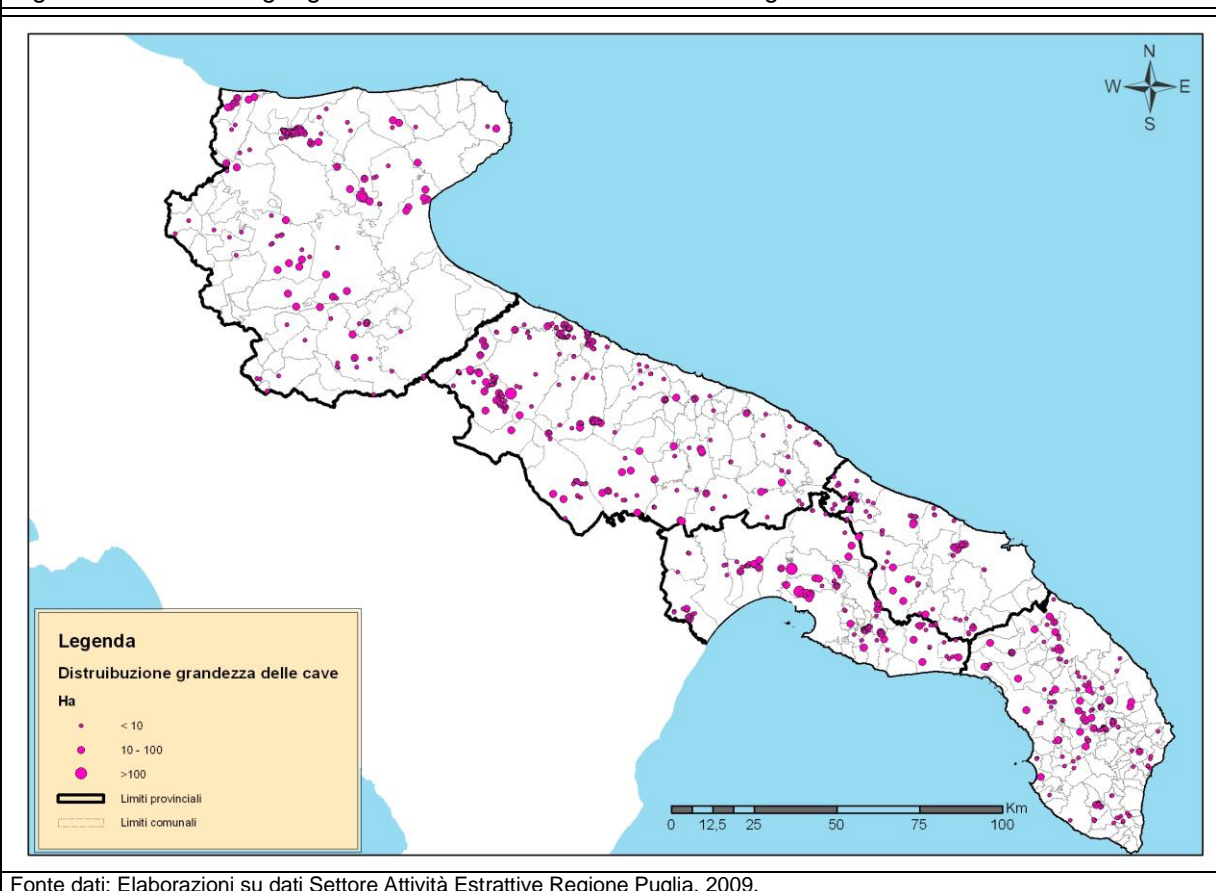 N
W E
S
Legenda
Distruibuzione grandezza delle cave
Ha
< 10
10 - 100
>100
Limiti provinciali
Limiti comunali
Km
0 12,5 25 50 75 100
Fonte dati: Elaborazioni su dati Settore Attività Estrattive Regione Puglia, 2009.